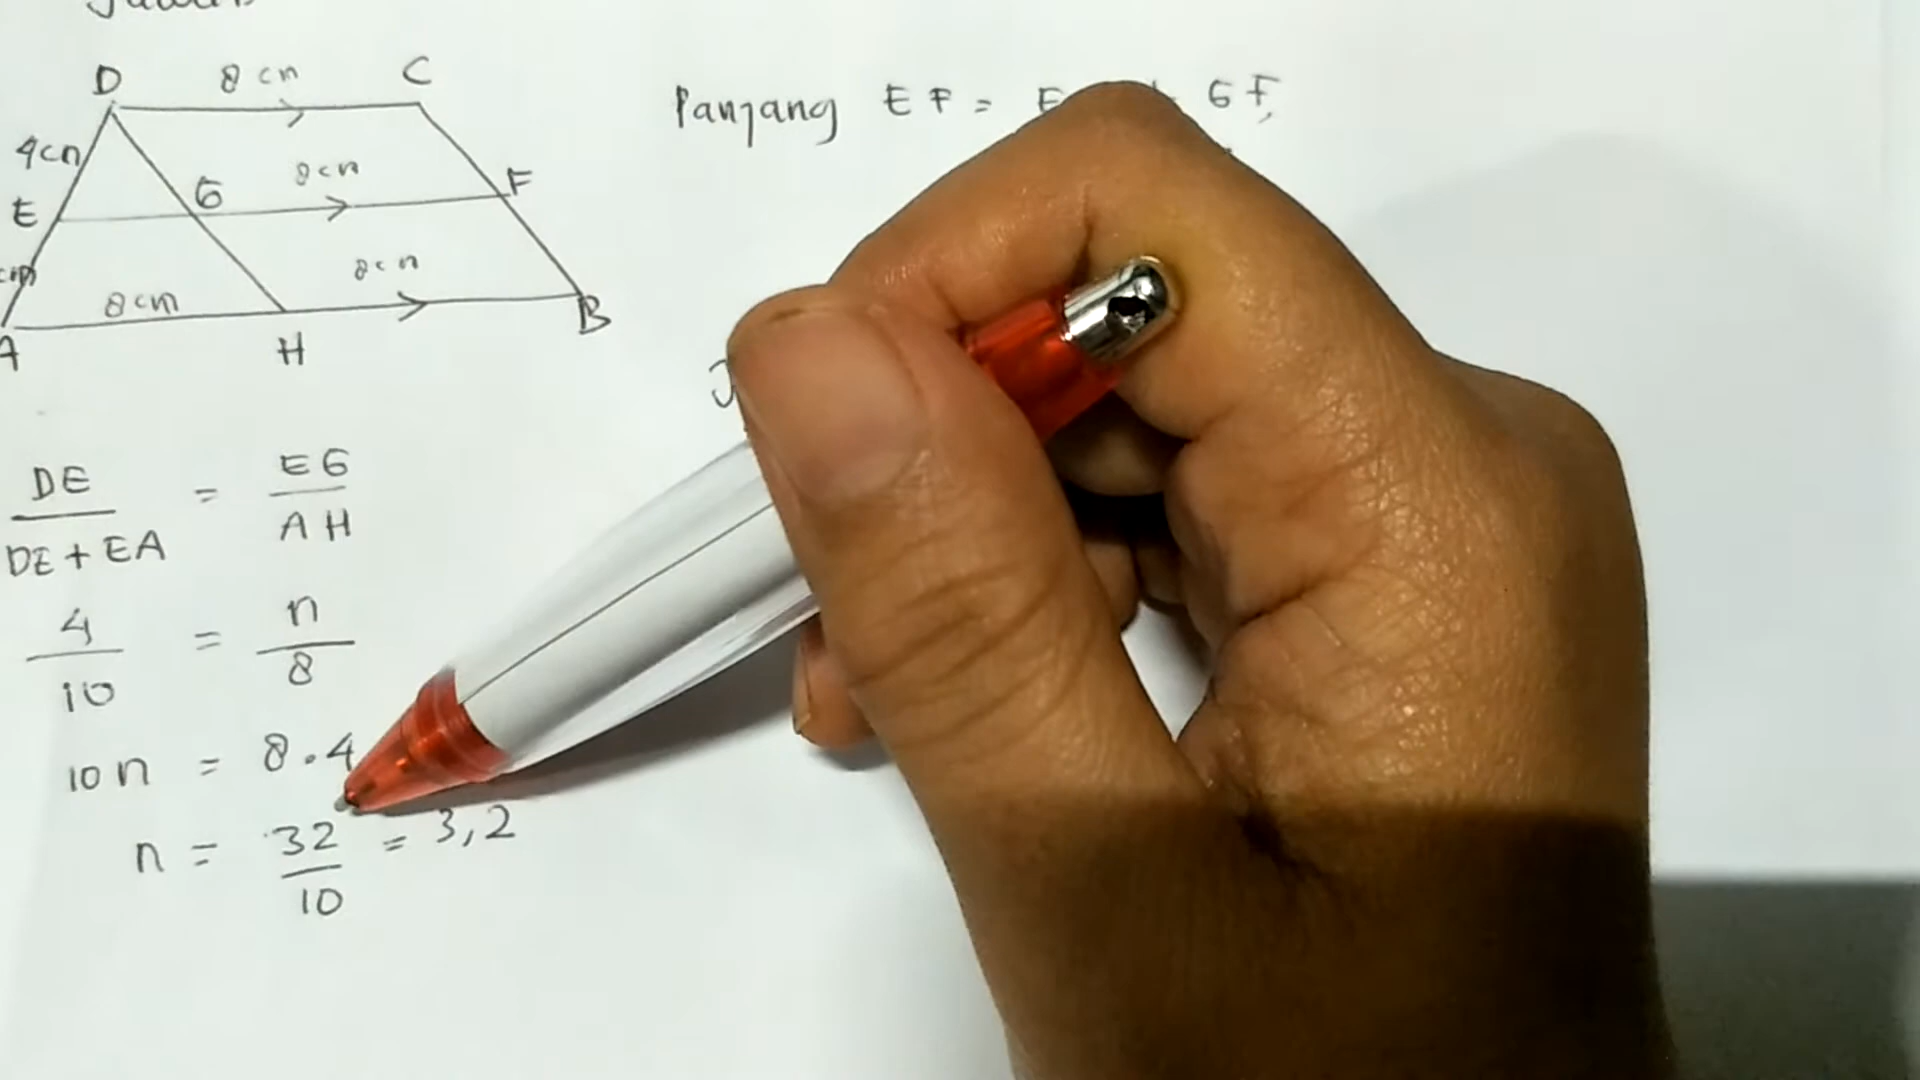 D 8 cm C
4cm
E G 8cm F
8cm
8cm
A H B
Panjang EF = E GF,
DE = EG
DE + EA AH
4 = n
10 8
10 n = 8.4
n = 32 = 3,2
10